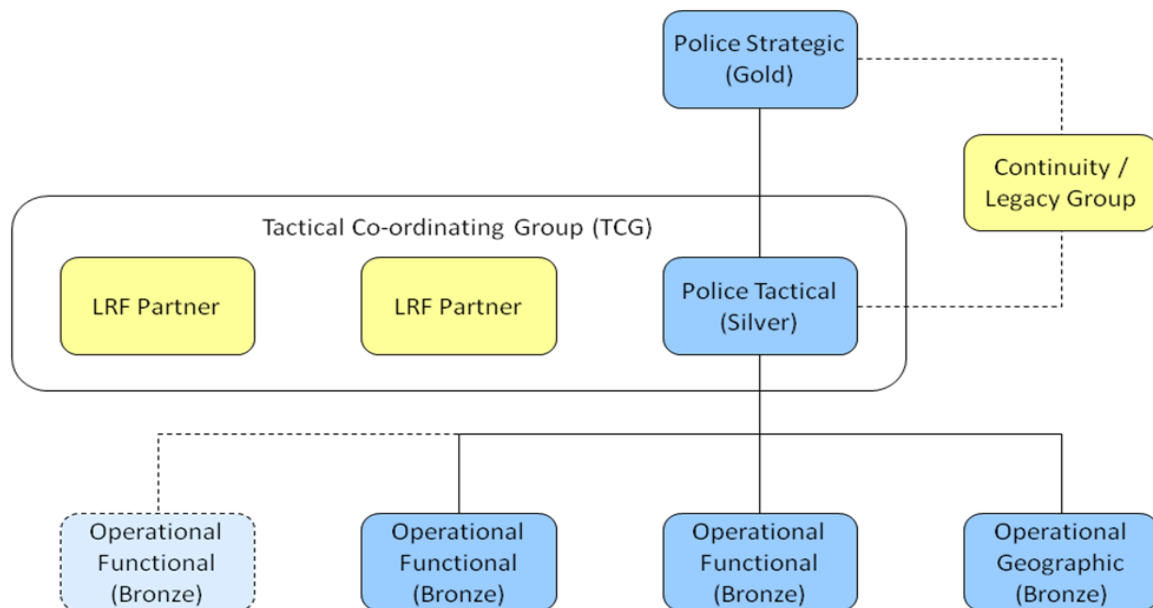 Police Strategic
(Gold)
Continuity /
Legacy Group
Tactical Co-ordinating Group (TCG)
LRF Partner
LRF Partner
Police Tactical
(Silver)
Operational
Functional
(Bronze)
Operational
Functional
(Bronze)
Operational
Functional
(Bronze)
Operational
Geographic
(Bronze)